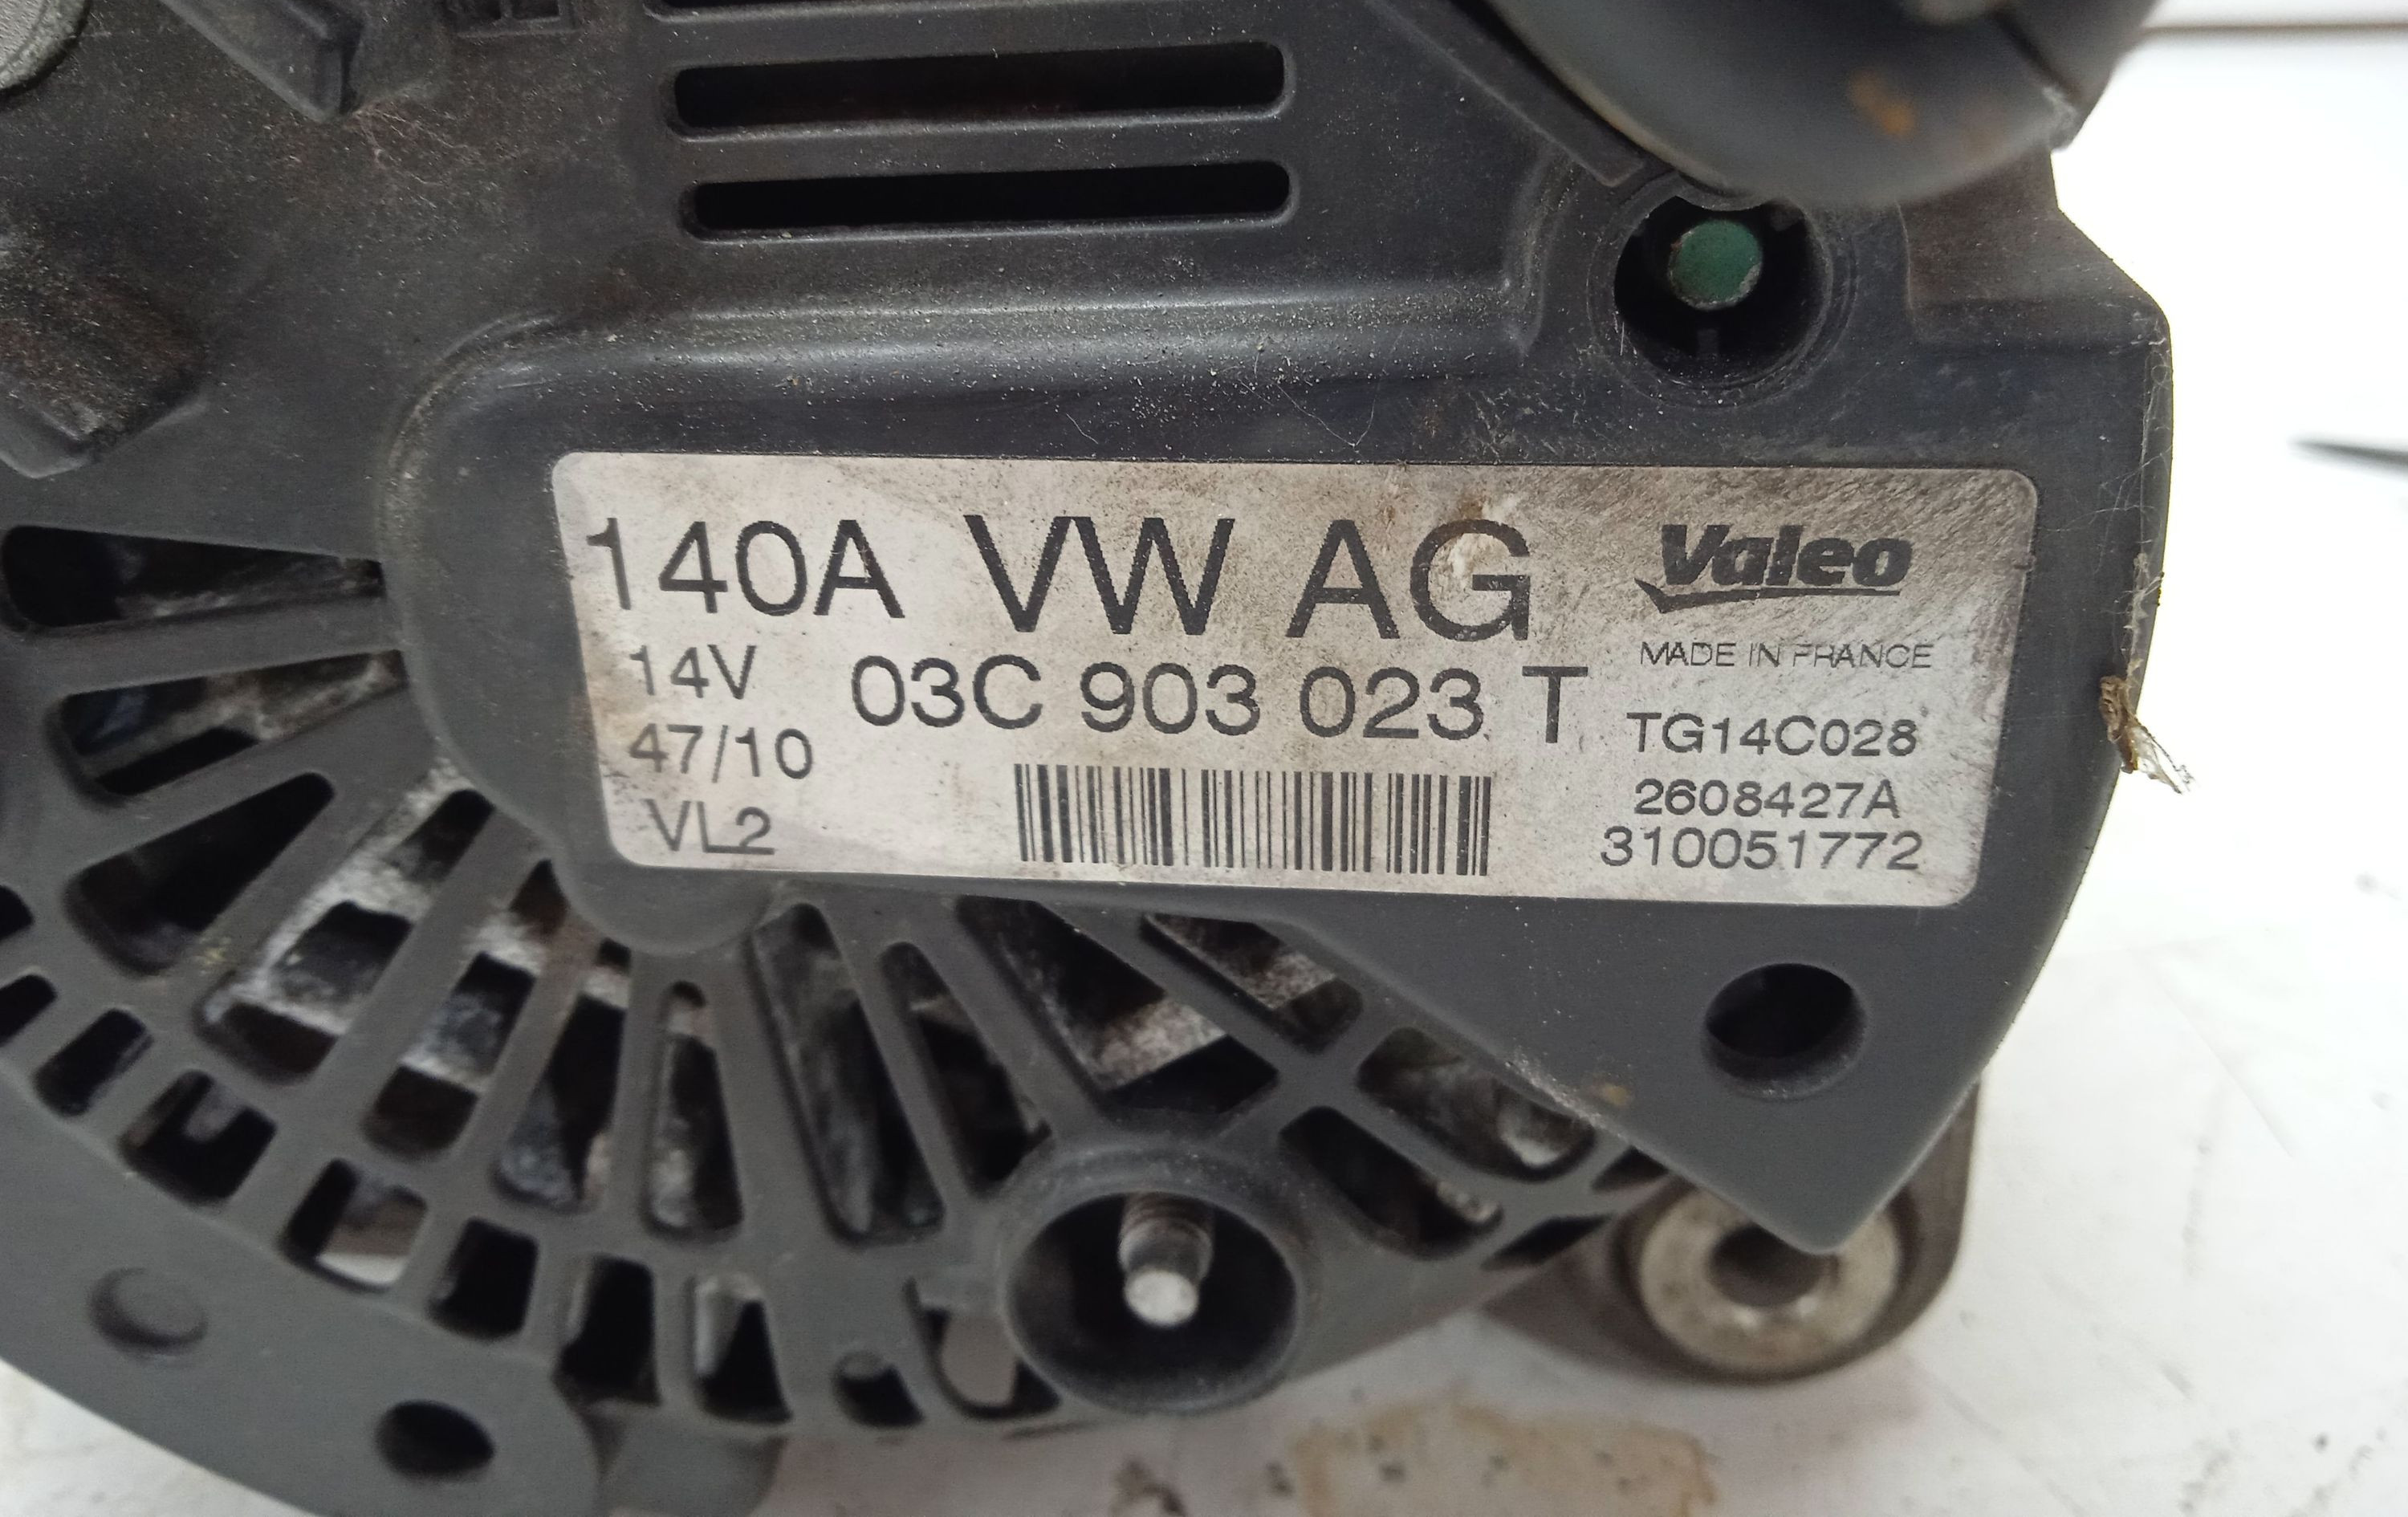 140A VW AG
Valeo
MADE IN FRANCE
14V
03C 903 023 T
47/10
TG14C028
2608427A
VL2
310051772